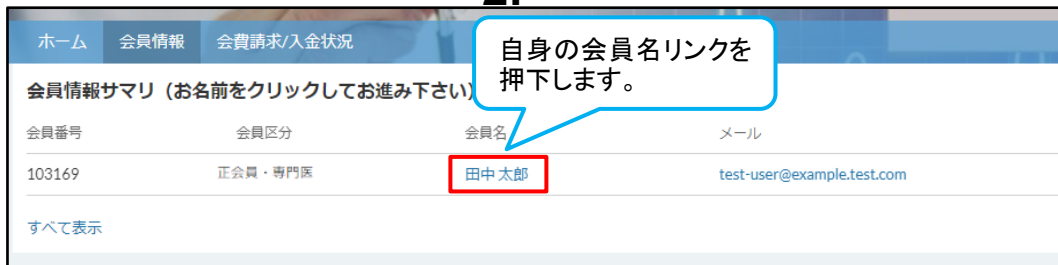 ホーム 会員情報 会費請求/入金状況
自身の会員名リンクを
押下します。
会員情報サマリ（お名前をクリックしてお進み下さい）
会員番号 会員区分 会員名 メール
103169 正会員・専門医 田中 太郎 test-user@example.test.com
すべて表示